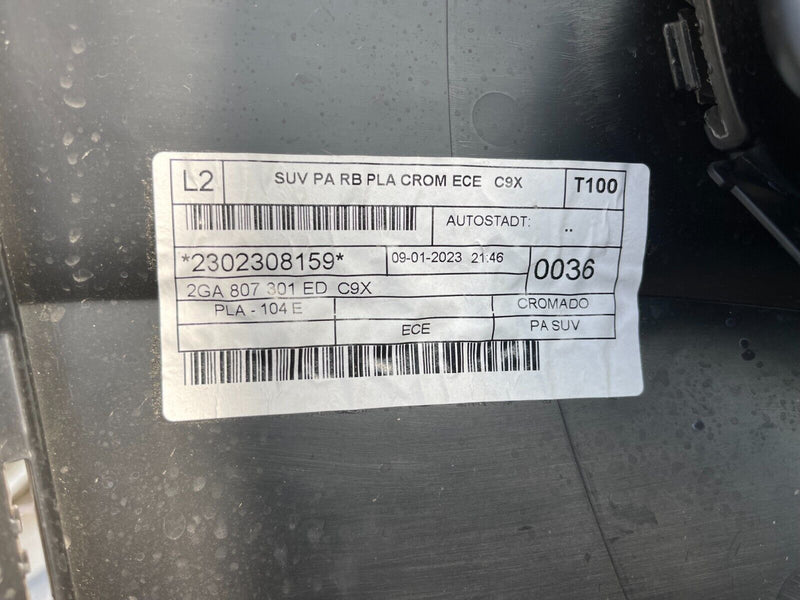 L2 SUV PA RB PLA CROM ECE C9X T100
AUTOSTADT: ..
*2302308159* 09-01-2023 21:46 0036
2GA 807 301 ED C9X
PLA - 104 E CROMADO
ECE PA SUV